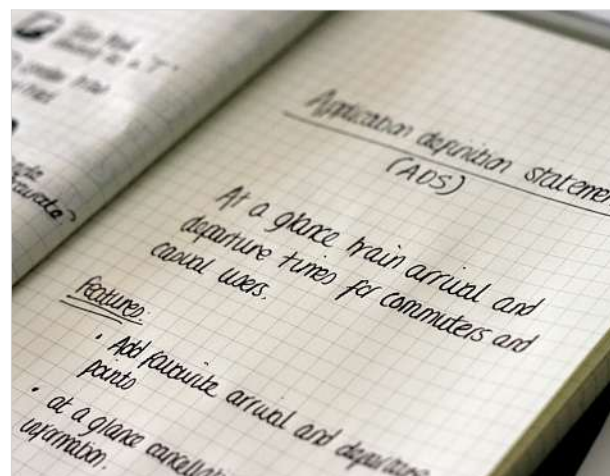 Application definition statement
(ADS)
At a glance train arrival and
departure times for commuters and
casual users.
Features.
• Add favourite arrival and departure
points
• at a glance
information.